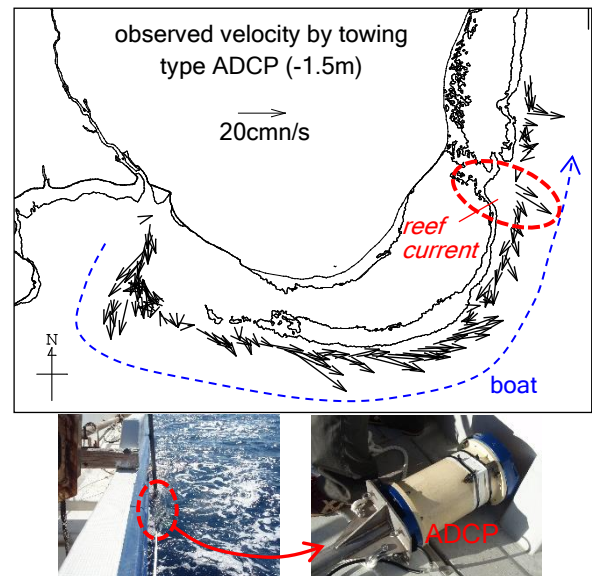 observed velocity by towing
type ADCP (-1.5m)
20cmn/s
reef
current
N
boat
ADCP